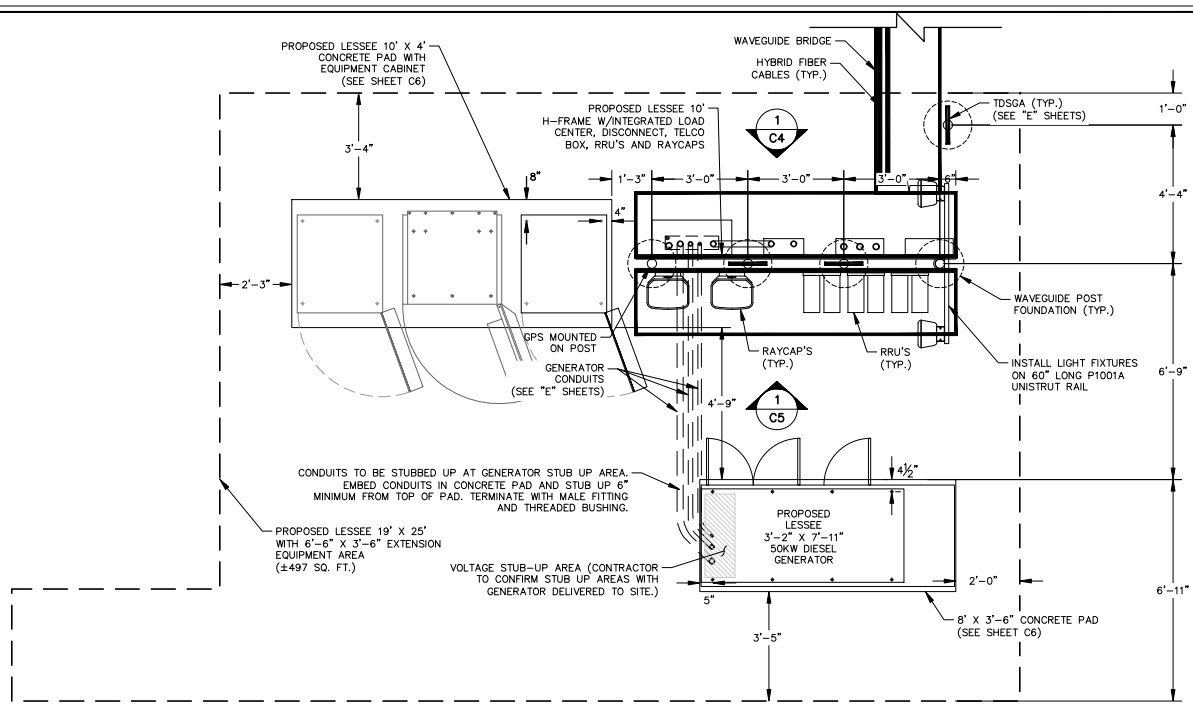 PROPOSED LESSEE 10' X 4'
CONCRETE PAD WITH
EQUIPMENT CABINET
(SEE SHEET C6)
WAVEGUIDE BRIDGE
HYBRID FIBER
CABLES (TYP.)
TDSGA (TYP.)
(SEE "E" SHEETS)
1'-0"
PROPOSED LESSEE 10'
H-FRAME W/INTEGRATED LOAD
CENTER, DISCONNECT, TELCO
BOX, RRU'S AND RAYCAPS
1
C4
3'-4"
8"
1'-3"
3'-0"
3'-0"
3'-0"
6"
4'-4"
4"
2'-3"
WAVEGUIDE POST
FOUNDATION (TYP.)
GPS MOUNTED
ON POST
RAYCAP'S
(TYP.)
RRU'S
(TYP.)
INSTALL LIGHT FIXTURES
ON 60" LONG P1001A
UNISTRUT RAIL
6'-9"
GENERATOR
CONDUITS
(SEE "E" SHEETS)
4'-9"
1
C5
4½"
CONDUITS TO BE STUBBED UP AT GENERATOR STUB UP AREA.
EMBED CONDUITS IN CONCRETE PAD AND STUB UP 6"
MINIMUM FROM TOP OF PAD. TERMINATE WITH MALE FITTING
AND THREADED BUSHING.
PROPOSED
LESSEE
3'-2" X 7'-11"
50KW DIESEL
GENERATOR
PROPOSED LESSEE 19' X 25'
WITH 6'-6" X 3'-6" EXTENSION
EQUIPMENT AREA
(±497 SQ. FT.)
VOLTAGE STUB-UP AREA (CONTRACTOR
TO CONFIRM STUB UP AREAS WITH
GENERATOR DELIVERED TO SITE.)
2'-0"
6'-11"
5"
8' X 3'-6" CONCRETE PAD
(SEE SHEET C6)
3'-5"